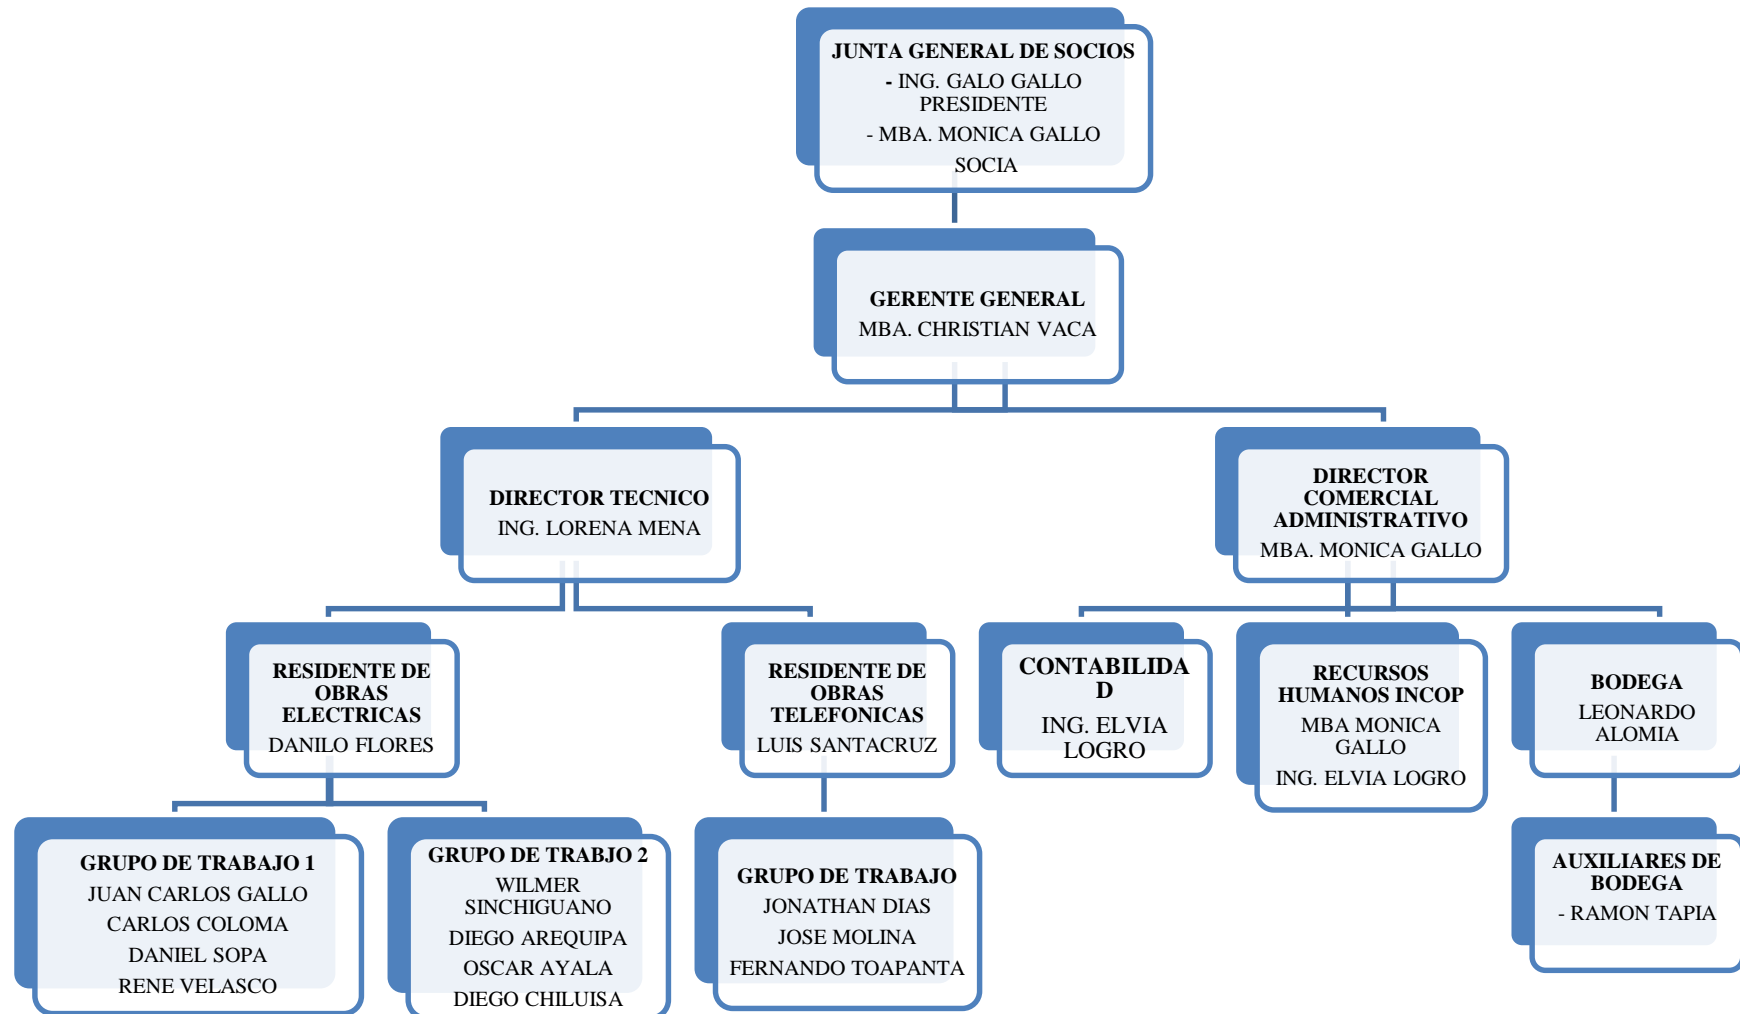 JUNTA GENERAL DE SOCIOS
- ING. GALO GALLO
PRESIDENTE
- MBA. MONICA GALLO
SOCIA
GERENTE GENERAL
MBA. CHRISTIAN VACA
DIRECTOR TECNICO
ING. LORENA MENA
DIRECTOR
COMERCIAL
ADMINISTRATIVO
MBA. MONICA GALLO
RESIDENTE DE
OBRAS
ELECTRICAS
DANILO FLORES
RESIDENTE DE
OBRAS
TELEFONICAS
LUIS SANTACRUZ
CONTABILIDA
D
ING. ELVIA
LOGRO
RECURSOS
HUMANOS INCOP
MBA MONICA
GALLO
ING. ELVIA LOGRO
BODEGA
LEONARDO
ALOMIA
GRUPO DE TRABAJO 1
JUAN CARLOS GALLO
CARLOS COLOMA
DANIEL SOPA
RENE VELASCO
GRUPO DE TRABJO 2
WILMER
SINCHIGUANO
DIEGO AREQUIPA
OSCAR AYALA
DIEGO CHILUISA
GRUPO DE TRABAJO
JONATHAN DIAS
JOSE MOLINA
FERNANDO TOAPANTA
AUXILIARES DE
BODEGA
- RAMON TAPIA